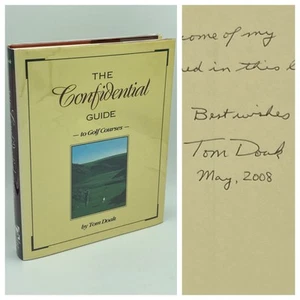 THE
Confidential
GUIDE
to Golf Courses
by Tom Doak
some of my
ed in this
Best wishes
Tom Doak
May, 2008